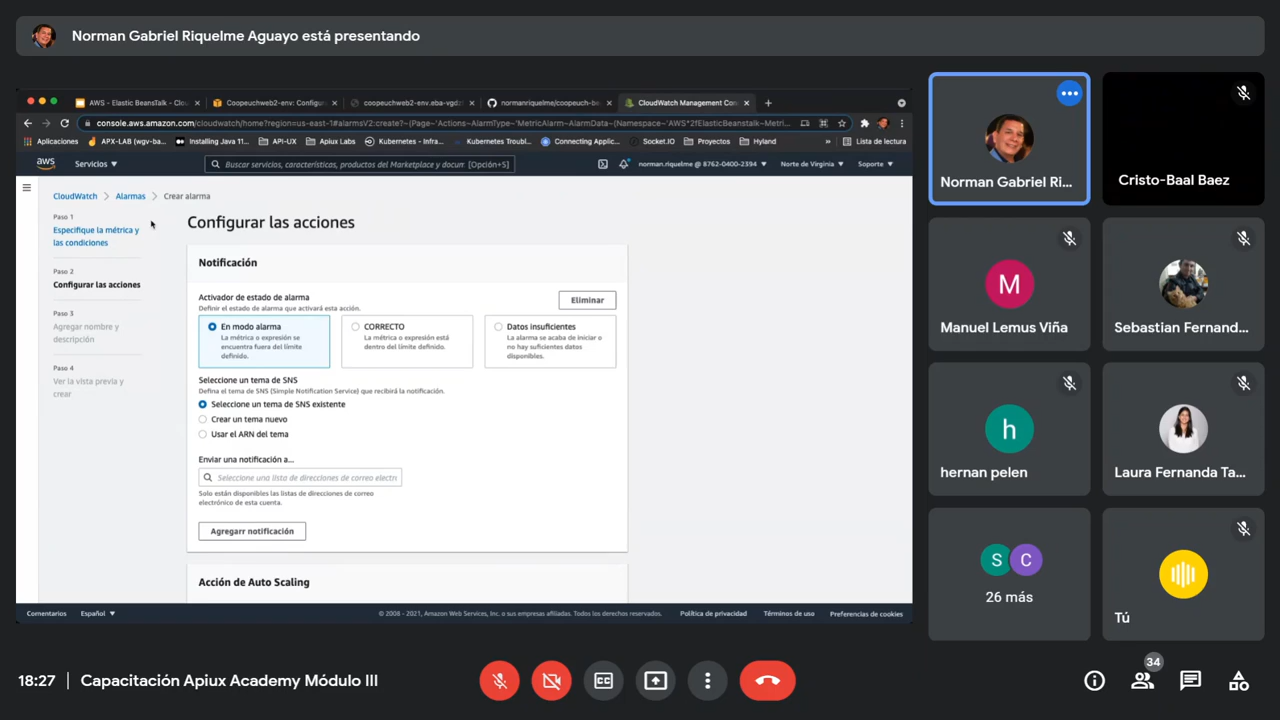 Norman Gabriel Riquelme Aguayo está presentando
AWS - Elastic BeansTalk - Clou
Coopeuchweb2-env: Configur
coopeuchweb2-env.eba-vgdz
normanriquelme/coopeuch-be
CloudWatch Management Con
console.aws.amazon.com/cloudwatch/home?region=us-east-1#alarmsV2:create?~(Page~'Actions~AlarmType~'MetricAlarm~AlarmData~(Namespace~'AWS*2fElasticBeanstalk~Metri...
Aplicaciones
APX-LAB (wgv-ba...
Installing Java 11...
API-UX
Apiux Labs
Kubernetes - Infra...
Kubernetes Troubl...
Connecting Applic...
Socket.IO
Proyectos
Hyland
»
Lista de lectura
aws
Servicios
Buscar servicios, características, productos del Marketplace y docum
[Opción+S]
norman.riquelme @ 8762-0400-2394
Norte de Virginia
Soporte
CloudWatch
Alarmas
Crear alarma
Paso 1
Especifique la métrica y
las condiciones
Paso 2
Configurar las acciones
Paso 3
Agregar nombre y
descripción
Paso 4
Ver la vista previa y
crear
Configurar las acciones
Notificación
Activador de estado de alarma
Definir el estado de alarma que activará esta acción.
Eliminar
En modo alarma
La métrica o expresión se
encuentra fuera del límite
definido.
CORRECTO
La métrica o expresión está
dentro del límite definido.
Datos insuficientes
La alarma se acaba de iniciar o
no hay suficientes datos
disponibles.
Seleccione un tema de SNS
Defina el tema de SNS (Simple Notification Service) que recibirá la notificación.
Seleccione un tema de SNS existente
Crear un tema nuevo
Usar el ARN del tema
Enviar una notificación a...
Seleccione una lista de direcciones de correo electr
Solo están disponibles las listas de direcciones de correo
electrónico de esta cuenta.
Agregarr notificación
Acción de Auto Scaling
Comentarios
Español
© 2008 - 2021, Amazon Web Services, Inc. o sus empresas afiliadas. Todos los derechos reservados.
Política de privacidad
Términos de uso
Preferencias de cookies
Norman Gabriel Ri...
Cristo-Baal Baez
M
Manuel Lemus Viña
Sebastian Fernand...
h
hernan pelen
Laura Fernanda Ta...
S
C
26 más
Tú
18:27
Capacitación Apiux Academy Módulo III
34